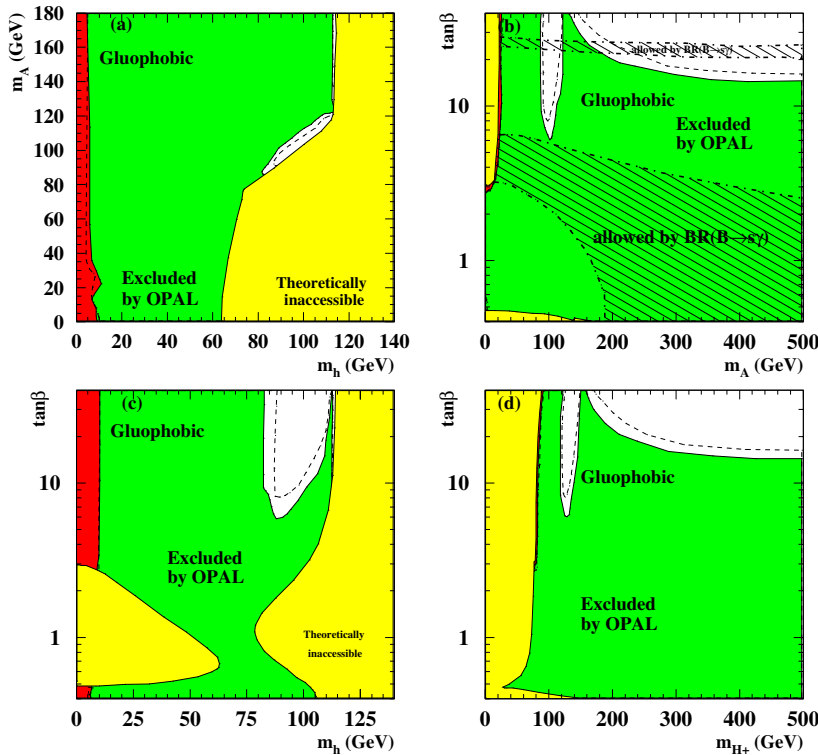 (a)
m_A (GeV)
180
160
140
120
100
80
60
40
20
0
Gluophobic
Excluded
by OPAL
Theoretically
inaccessible
0 20 40 60 80 100 120 140
m_h (GeV)
(b)
tanβ
10
1
allowed by BR(B→sγ)
Gluophobic
Excluded
by OPAL
allowed by BR(B→sγ)
0 100 200 300 400 500
m_A (GeV)
(c)
tanβ
10
1
Gluophobic
Excluded
by OPAL
Theoretically
inaccessible
0 25 50 75 100 125
m_h (GeV)
(d)
tanβ
10
1
Gluophobic
Excluded
by OPAL
0 100 200 300 400 500
m_H+ (GeV)